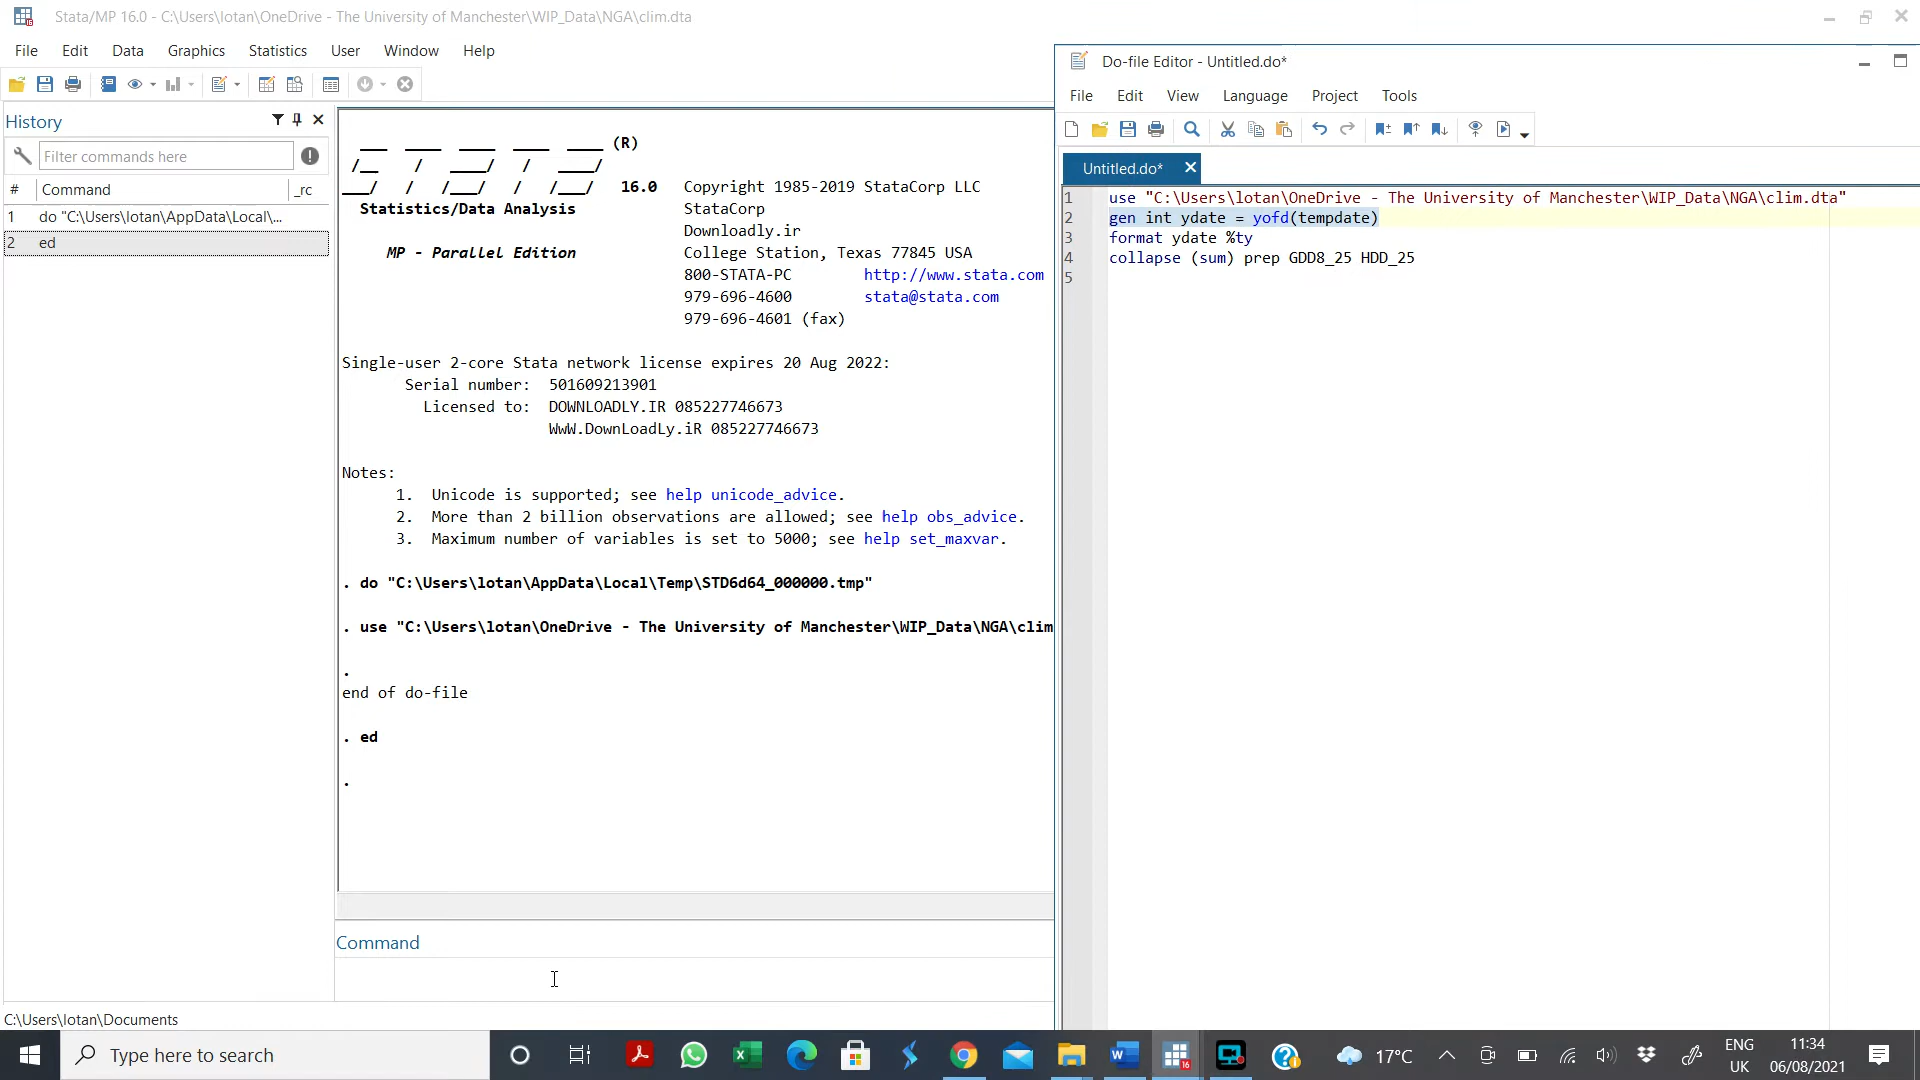 Stata/MP 16.0 - C:\Users\lotan\OneDrive - The University of Manchester\WIP_Data\NGA\clim.dta
File Edit Data Graphics Statistics User Window Help
History
Filter commands here
# Command _rc
1 do "C:\Users\lotan\AppData\Local\...
2 ed
(R)
16.0 Copyright 1985-2019 StataCorp LLC
Statistics/Data Analysis StataCorp
Downloadly.ir
MP - Parallel Edition College Station, Texas 77845 USA
800-STATA-PC http://www.stata.com
979-696-4600 stata@stata.com
979-696-4601 (fax)
Single-user 2-core Stata network license expires 20 Aug 2022:
Serial number: 501609213901
Licensed to: DOWNLOADLY.IR 085227746673
WwW.DownLoadLy.iR 085227746673
Notes:
1. Unicode is supported; see help unicode_advice.
2. More than 2 billion observations are allowed; see help obs_advice.
3. Maximum number of variables is set to 5000; see help set_maxvar.
. do "C:\Users\lotan\AppData\Local\Temp\STD6d64_000000.tmp"
. use "C:\Users\lotan\OneDrive - The University of Manchester\WIP_Data\NGA\clim
.
end of do-file
. ed
.
Command
C:\Users\lotan\Documents
Do-file Editor - Untitled.do*
File Edit View Language Project Tools
Untitled.do*
1 use "C:\Users\lotan\OneDrive - The University of Manchester\WIP_Data\NGA\clim.dta"
2 gen int ydate = yofd(tempdate)
3 format ydate %ty
4 collapse (sum) prep GDD8_25 HDD_25
5
Type here to search
16
17°C
ENG
UK
11:34
06/08/2021